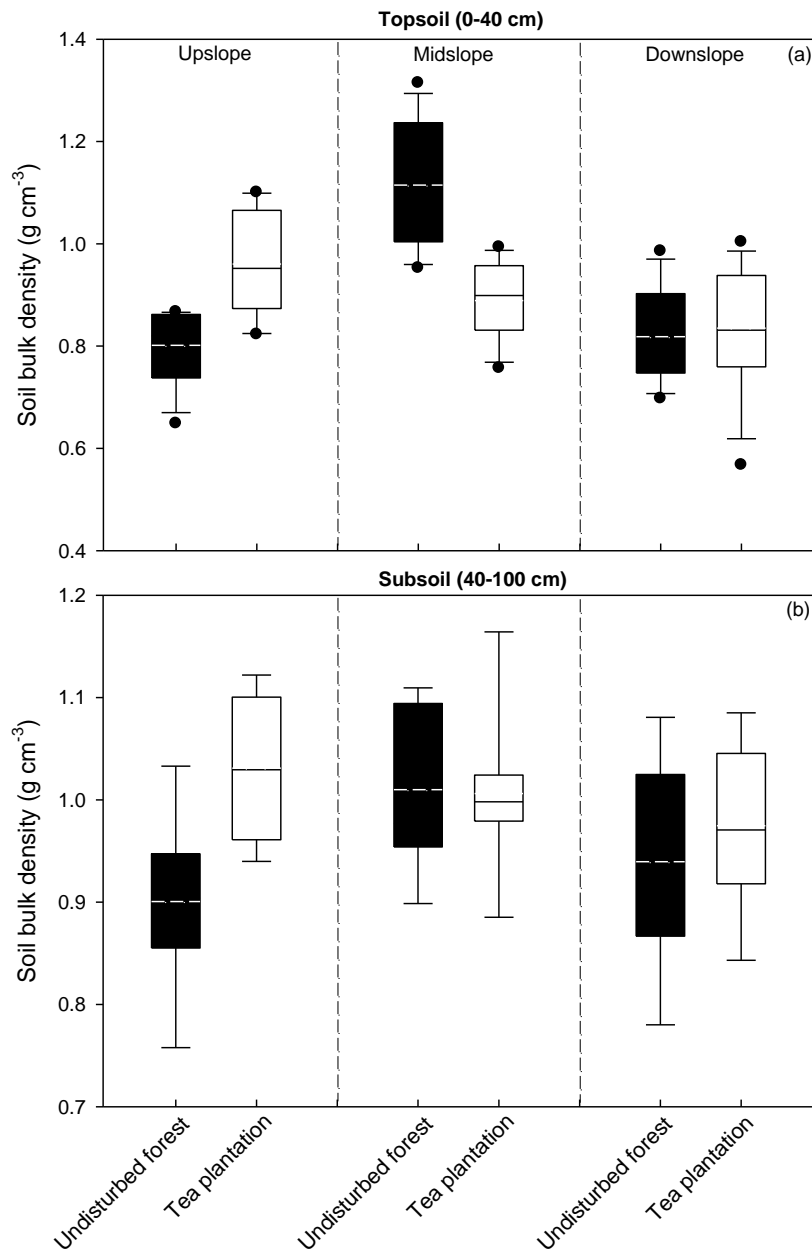 Topsoil (0-40 cm)
Upslope Midslope Downslope (a)
1.4
1.2
1.0
0.8
0.6
0.4
Soil bulk density (g cm⁻³)
Subsoil (40-100 cm)
(b)
1.2
1.1
1.0
0.9
0.8
0.7
Soil bulk density (g cm⁻³)
Undisturbed forest
Tea plantation
Undisturbed forest
Tea plantation
Undisturbed forest
Tea plantation